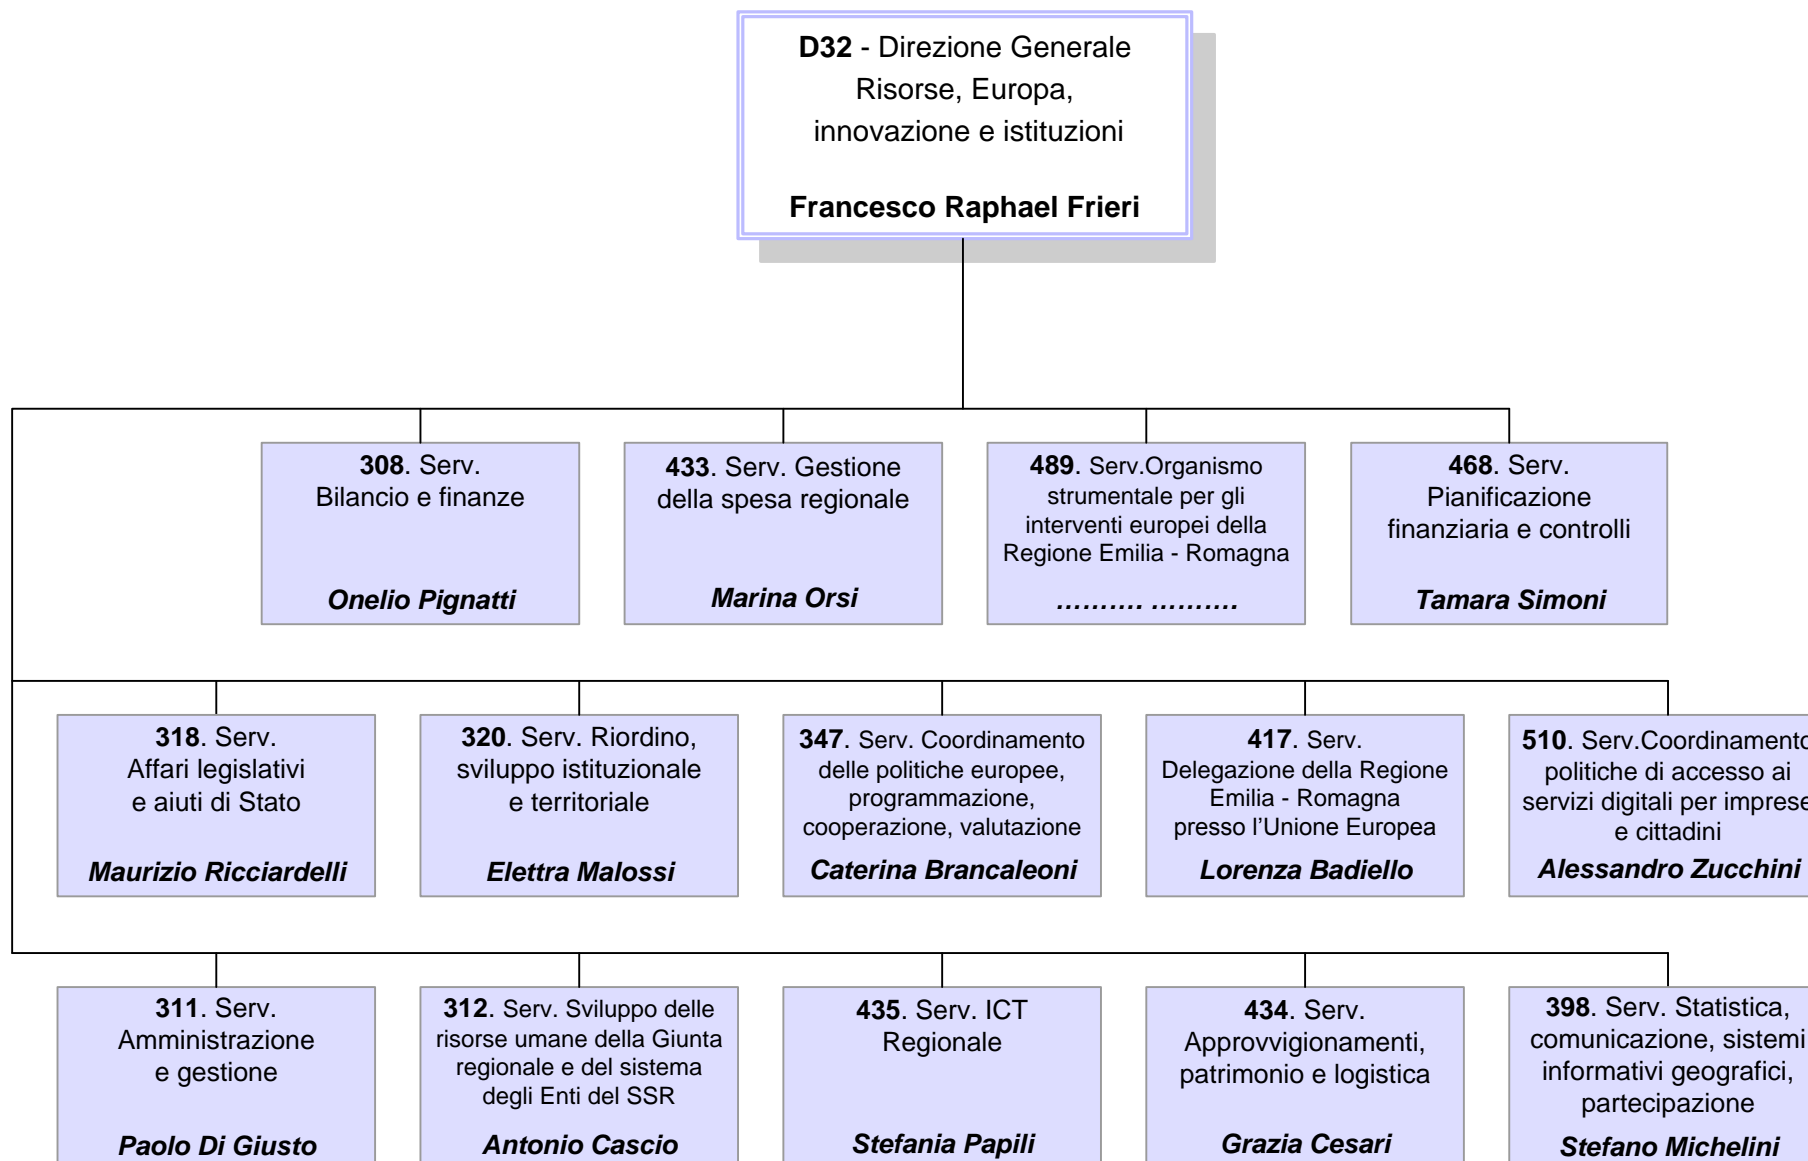 D32 - Direzione Generale
Risorse, Europa,
innovazione e istituzioni
Francesco Raphael Frieri
308. Serv.
Bilancio e finanze
Onelio Pignatti
433. Serv. Gestione
della spesa regionale
Marina Orsi
489. Serv.Organismo
strumentale per gli
interventi europei della
Regione Emilia - Romagna
.......... ..........
468. Serv.
Pianificazione
finanziaria e controlli
Tamara Simoni
318. Serv.
Affari legislativi
e aiuti di Stato
Maurizio Ricciardelli
320. Serv. Riordino,
sviluppo istituzionale
e territoriale
Elettra Malossi
347. Serv. Coordinamento
delle politiche europee,
programmazione,
cooperazione, valutazione
Caterina Brancaleoni
417. Serv.
Delegazione della Regione
Emilia - Romagna
presso l’Unione Europea
Lorenza Badiello
510. Serv.Coordinamento
politiche di accesso ai
servizi digitali per imprese
e cittadini
Alessandro Zucchini
311. Serv.
Amministrazione
e gestione
Paolo Di Giusto
312. Serv. Sviluppo delle
risorse umane della Giunta
regionale e del sistema
degli Enti del SSR
Antonio Cascio
435. Serv. ICT
Regionale
Stefania Papili
434. Serv.
Approvvigionamenti,
patrimonio e logistica
Grazia Cesari
398. Serv. Statistica,
comunicazione, sistemi
informativi geografici,
partecipazione
Stefano Michelini